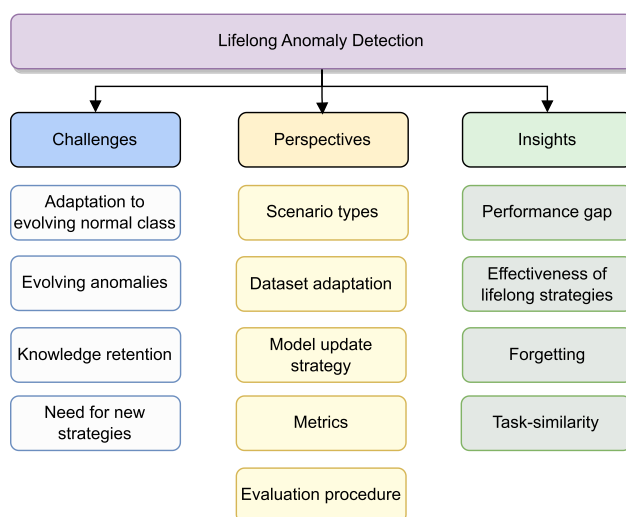 Lifelong Anomaly Detection
Challenges
Perspectives
Insights
Adaptation to
evolving normal class
Scenario types
Performance gap
Evolving anomalies
Dataset adaptation
Effectiveness of
lifelong strategies
Knowledge retention
Model update
strategy
Forgetting
Need for new
strategies
Metrics
Task-similarity
Evaluation procedure